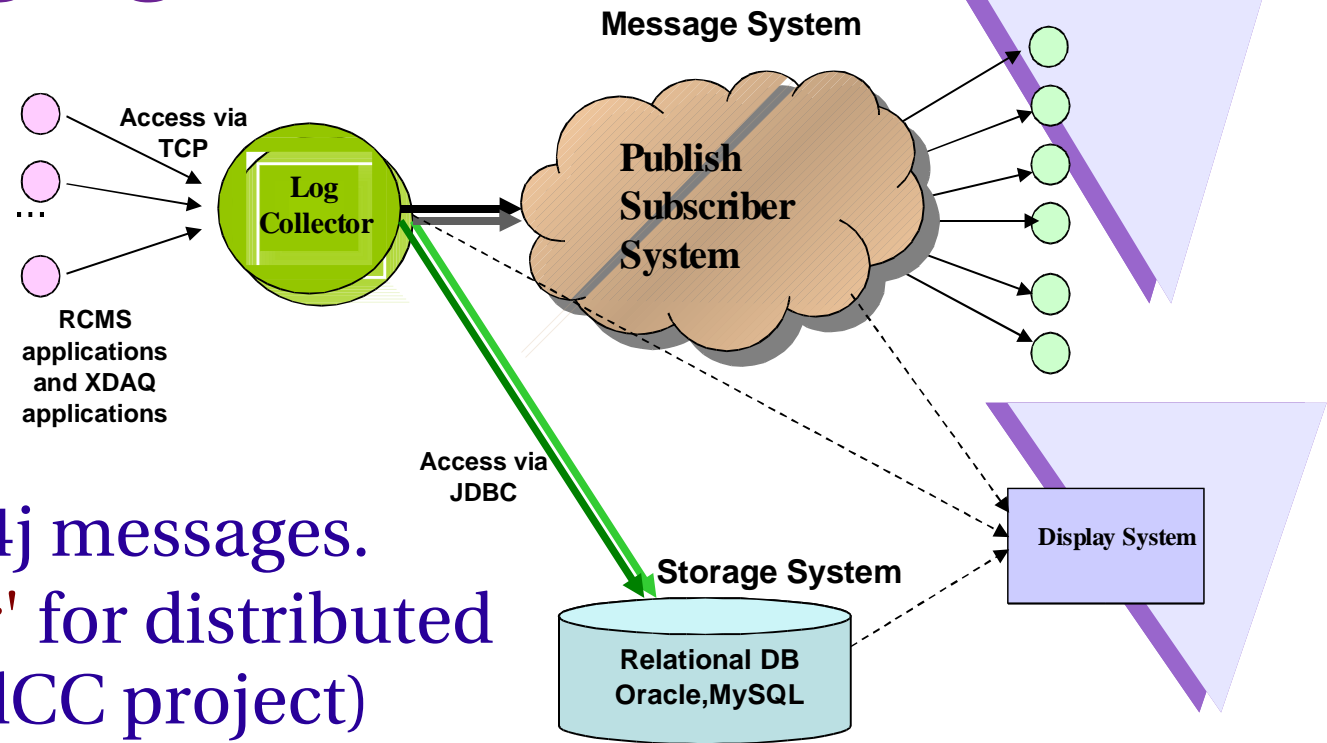 Message System
Access via
TCP
...
Log
Collector
Publish
Subscriber
System
RCMS
applications
and XDAQ
applications
Access via
JDBC
Display System
4j messages.
' for distributed
CC project)
Storage System
Relational DB
Oracle,MySQL